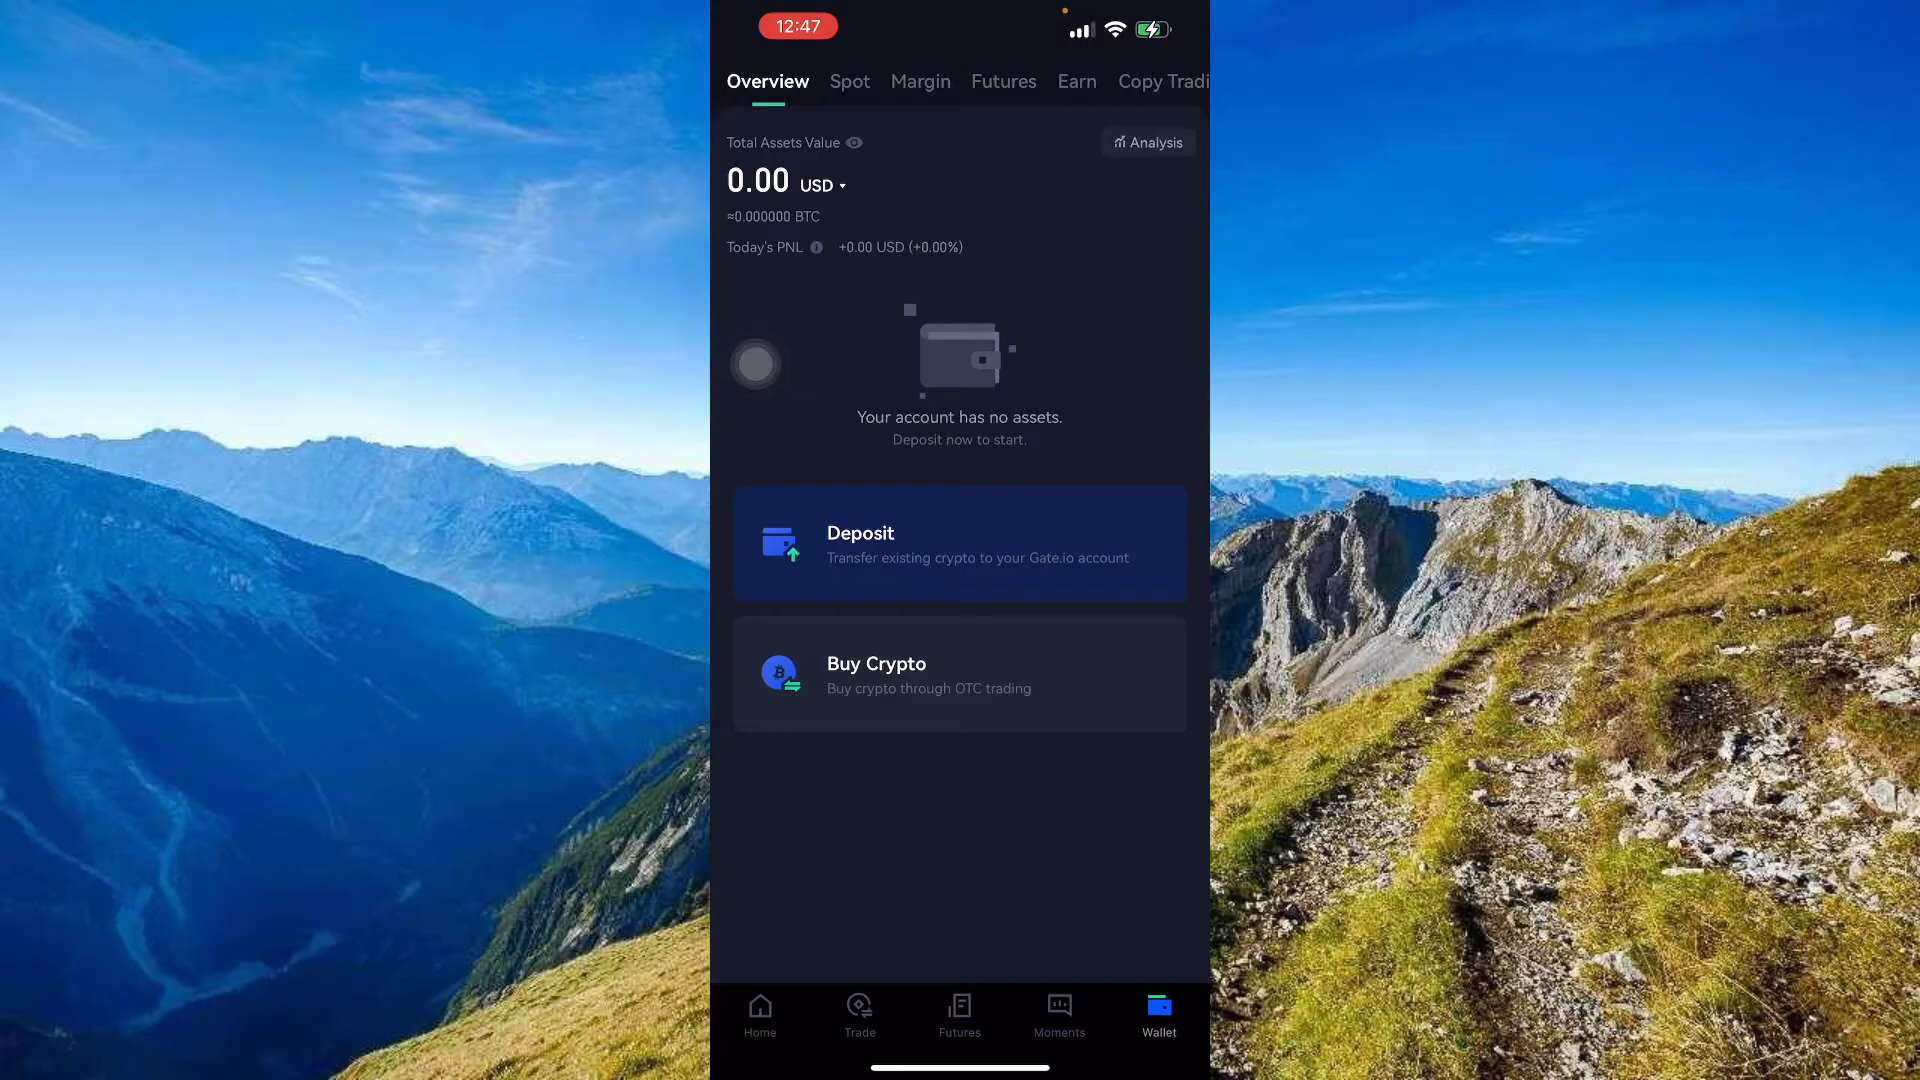 12:47
Overview Spot Margin Futures Earn Copy Tradi
Total Assets Value
Analysis
0.00 USD
≈0.000000 BTC
Today's PNL +0.00 USD (+0.00%)
Your account has no assets.
Deposit now to start.
Deposit
Transfer existing crypto to your Gate.io account
Buy Crypto
Buy crypto through OTC trading
Home Trade Futures Moments Wallet